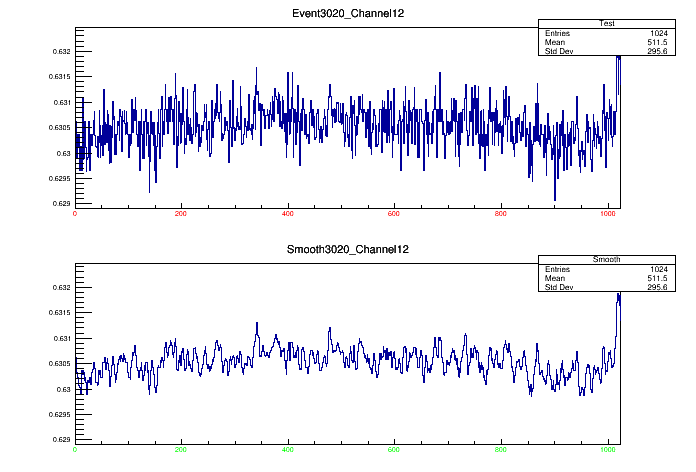 Event3020_Channel12
Test
Entries 1024
Mean 511.5
Std Dev 295.6
0.632
0.6315
0.631
0.6305
0.63
0.6295
0.629
0 200 400 600 800 1000
Smooth3020_Channel12
Smooth
Entries 1024
Mean 511.5
Std Dev 295.6
0.632
0.6315
0.631
0.6305
0.63
0.6295
0.629
0 200 400 600 800 1000